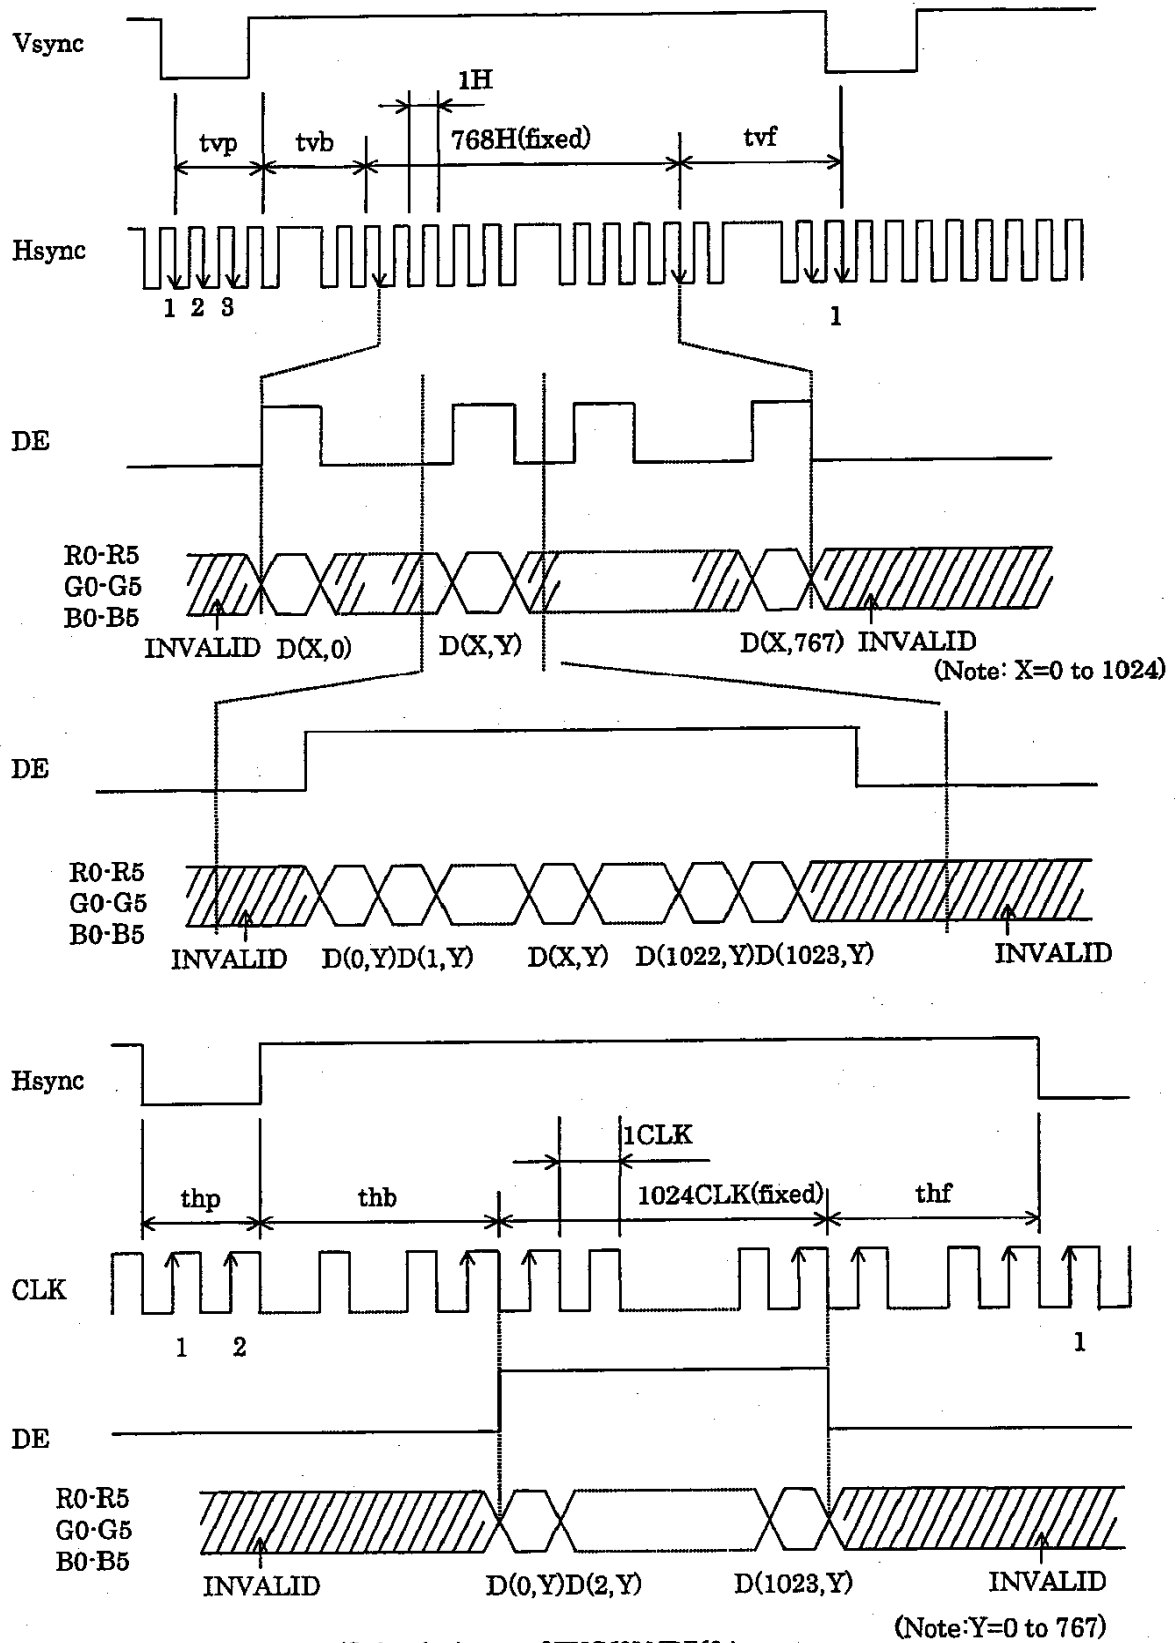 Vsync
1H
tvp
tvb
768H(fixed)
tvf
Hsync
1 2 3
1
DE
R0-R5
G0-G5
B0-B5
INVALID D(X,0)
D(X,Y)
D(X,767) INVALID
(Note: X=0 to 1024)
DE
R0-R5
G0-G5
B0-B5
INVALID
D(0,Y)D(1,Y)
D(X,Y)
D(1022,Y)D(1023,Y)
INVALID
Hsync
1CLK
thp
thb
1024CLK(fixed)
thf
CLK
1
2
1
DE
R0-R5
G0-G5
B0-B5
INVALID
D(0,Y)D(2,Y)
D(1023,Y)
INVALID
(Note:Y=0 to 767)